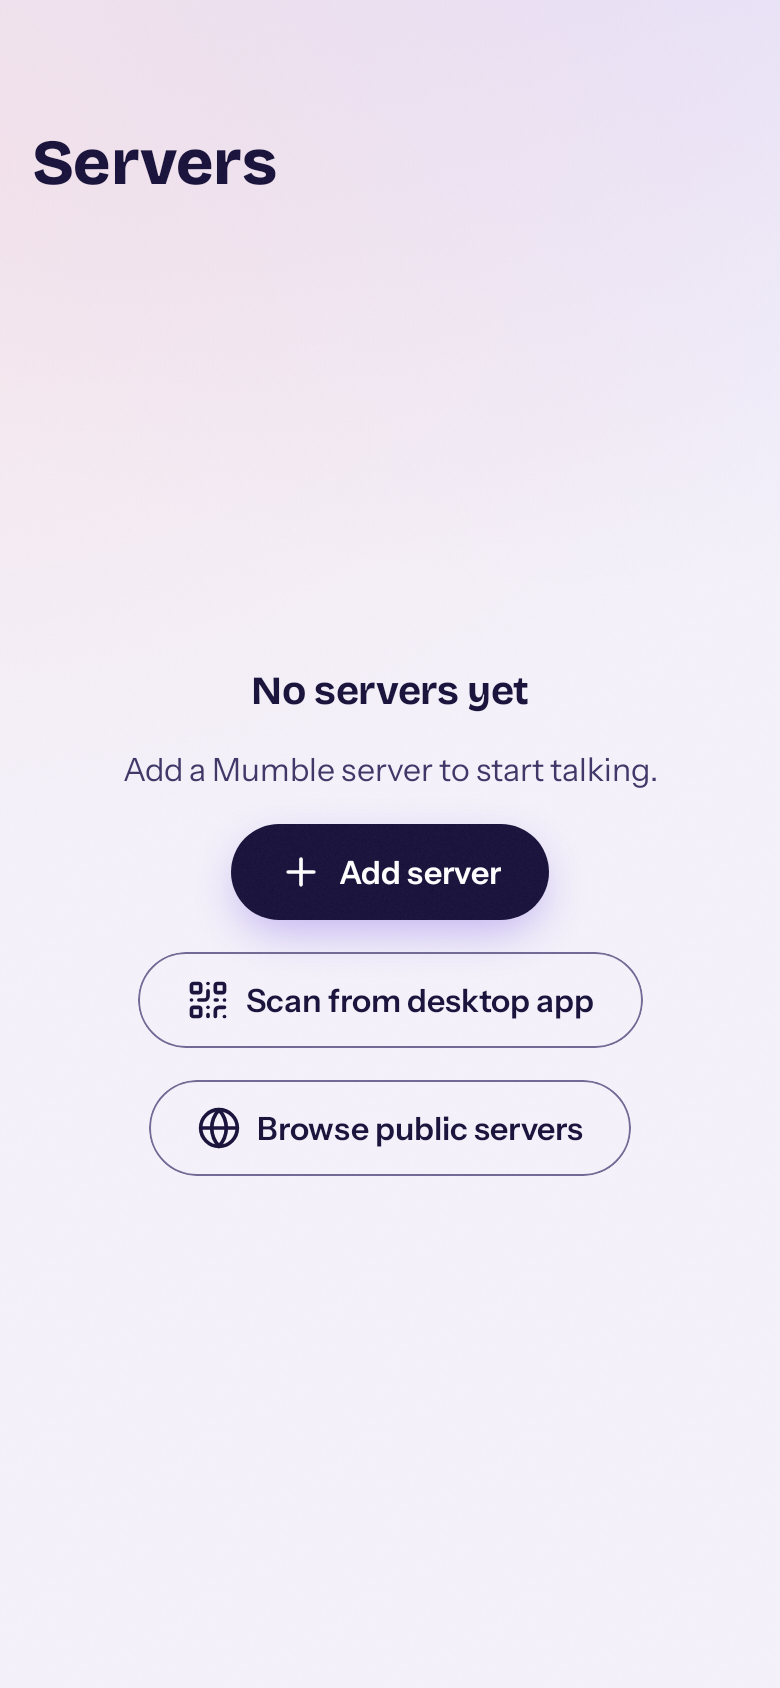 Servers
No servers yet
Add a Mumble server to start talking.
Add server
Scan from desktop app
Browse public servers